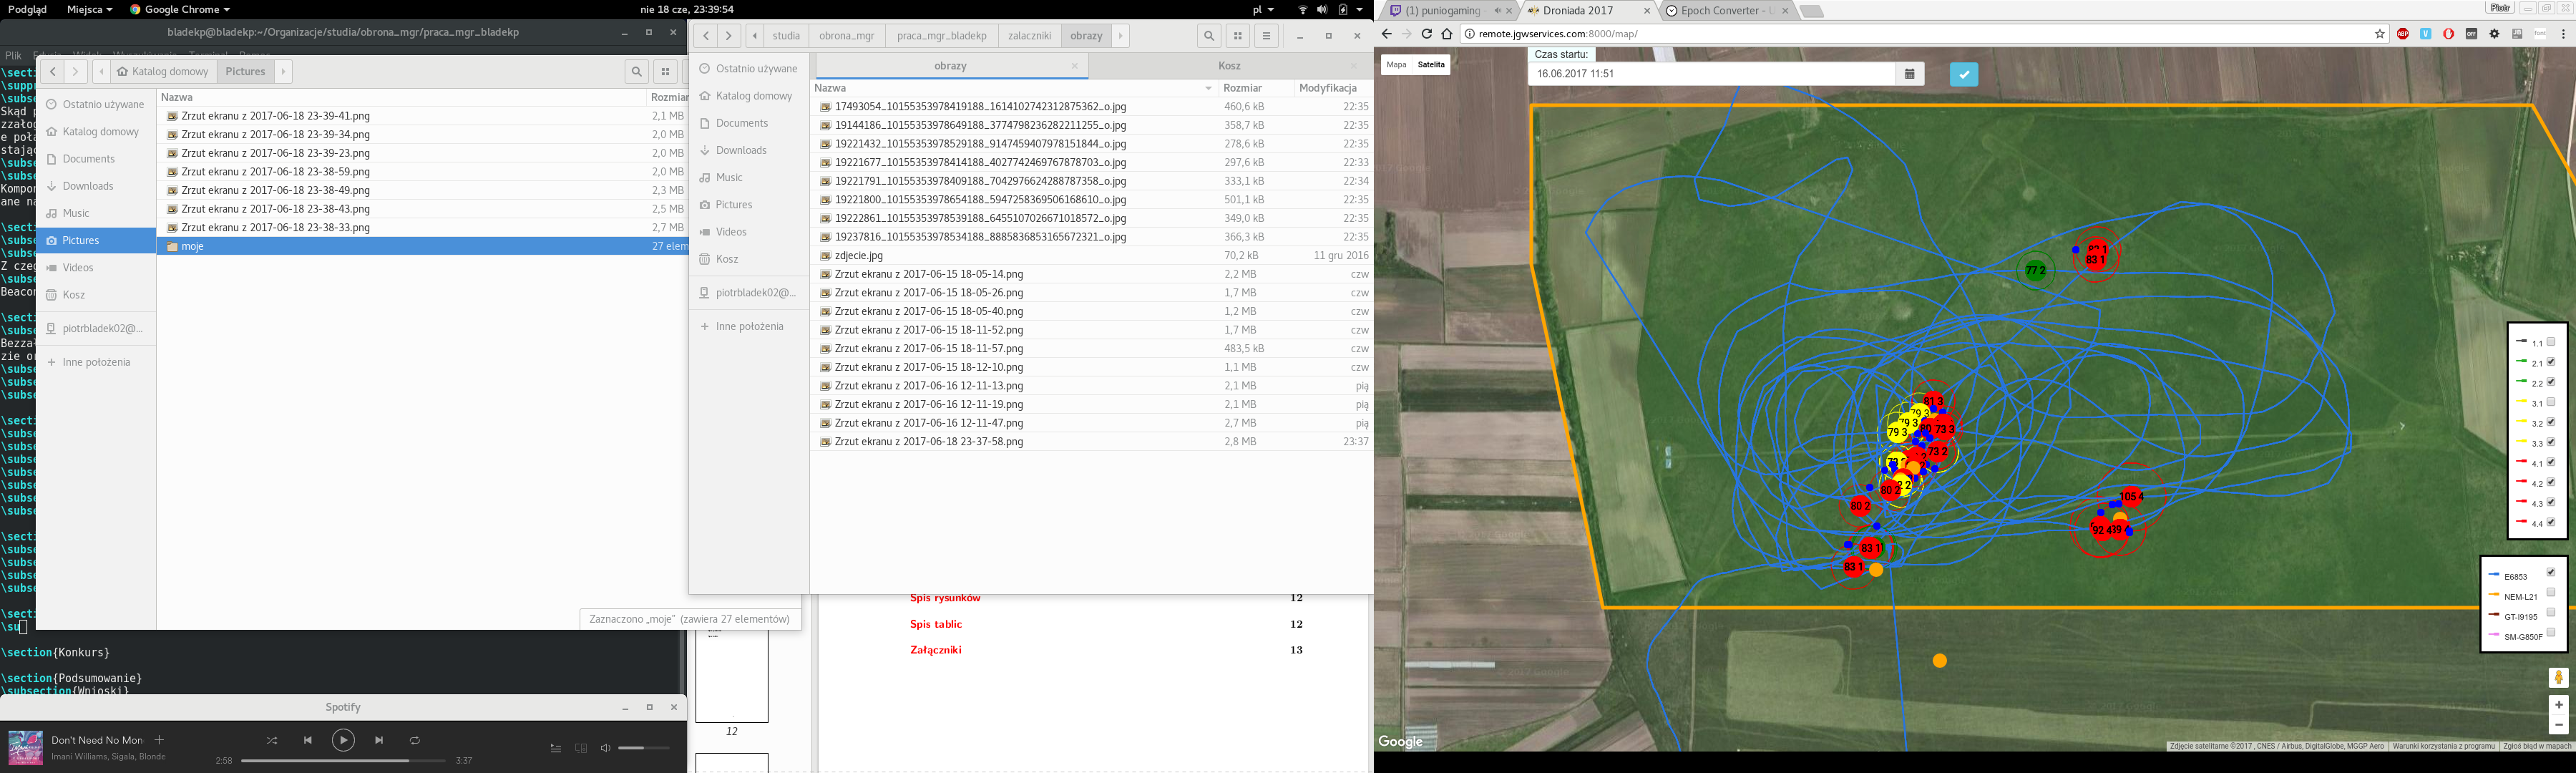 Podgląd Miejsca Google Chrome nie 18 cze, 23:39:54 pl
bladekp@bladekp:~/Organizacje/studia/obrona_mgr/praca_mgr_bladekp
Plik Edycja Widok Wyszukiwanie Terminal Pomoc
Katalog domowy Pictures
Ostatnio używane
Katalog domowy
Documents
Downloads
Music
Pictures
Videos
Kosz
piotrbladek02@...
Inne położenia
Nazwa Rozmiar
Zrzut ekranu z 2017-06-18 23-39-41.png 2,1 MB
Zrzut ekranu z 2017-06-18 23-39-34.png 2,0 MB
Zrzut ekranu z 2017-06-18 23-39-23.png 2,0 MB
Zrzut ekranu z 2017-06-18 23-38-59.png 2,0 MB
Zrzut ekranu z 2017-06-18 23-38-49.png 2,3 MB
Zrzut ekranu z 2017-06-18 23-38-43.png 2,5 MB
Zrzut ekranu z 2017-06-18 23-38-33.png 2,7 MB
moje 27 elem
Zaznaczono „moje” (zawiera 27 elementów)
\su
\section{Konkurs}
\section{Podsumowanie}
\subsection{Wnioski}
Spotify
Don't Need No Mon
Imani Williams, Sigala, Blonde
2:58 3:37
studia obrona_mgr praca_mgr_bladekp zalaczniki obrazy
Ostatnio używane
Katalog domowy
Documents
Downloads
Music
Pictures
Videos
Kosz
piotrbladek02@...
Inne położenia
obrazy Kosz
Nazwa Rozmiar Modyfikacja
17493054_10155353978419188_1614102742312875362_o.jpg 460,6 kB 22:35
19144186_10155353978649188_3774798236282211255_o.jpg 358,7 kB 22:35
19221432_10155353978529188_9147459407978151844_o.jpg 278,6 kB 22:35
19221677_10155353978414188_4027742469767878703_o.jpg 297,6 kB 22:33
19221791_10155353978409188_7042976624288787358_o.jpg 333,1 kB 22:34
19221800_10155353978654188_5947258369506168610_o.jpg 501,1 kB 22:35
19222861_10155353978539188_6455107026671018572_o.jpg 349,0 kB 22:35
19237816_10155353978534188_8885836853165672321_o.jpg 366,3 kB 22:35
zdjecie.jpg 70,2 kB 11 gru 2016
Zrzut ekranu z 2017-06-15 18-05-14.png 2,2 MB czw
Zrzut ekranu z 2017-06-15 18-05-26.png 1,7 MB czw
Zrzut ekranu z 2017-06-15 18-05-40.png 1,2 MB czw
Zrzut ekranu z 2017-06-15 18-11-52.png 1,7 MB czw
Zrzut ekranu z 2017-06-15 18-11-57.png 483,5 kB czw
Zrzut ekranu z 2017-06-15 18-12-10.png 1,1 MB czw
Zrzut ekranu z 2017-06-16 12-11-13.png 2,1 MB pią
Zrzut ekranu z 2017-06-16 12-11-19.png 2,1 MB pią
Zrzut ekranu z 2017-06-16 12-11-47.png 2,7 MB pią
Zrzut ekranu z 2017-06-18 23-37-58.png 2,8 MB 23:37
Spis rysunków 12
Spis tablic 12
Załączniki 13
12
(1) puniogaming - Droniada 2017 Epoch Converter - U Piotr
remote.jgwservices.com:8000/map/
Mapa Satelita
Czas startu:
16.06.2017 11:51
77 2
83 1
81 3
79 3
79 3
79 3
80
73 3
73 2
80 2
80 2
83 1
83 1
105 4
92 4
1.1
2.1
2.2
3.1
3.2
3.3
4.1
4.2
4.3
4.4
E6853
NEM-L21
GT-I9195
SM-G850F
Google
Zdjęcie satelitarne ©2017 , CNES / Airbus, DigitalGlobe, MGGP Aero Warunki korzystania z programu Zgłoś błąd w mapach